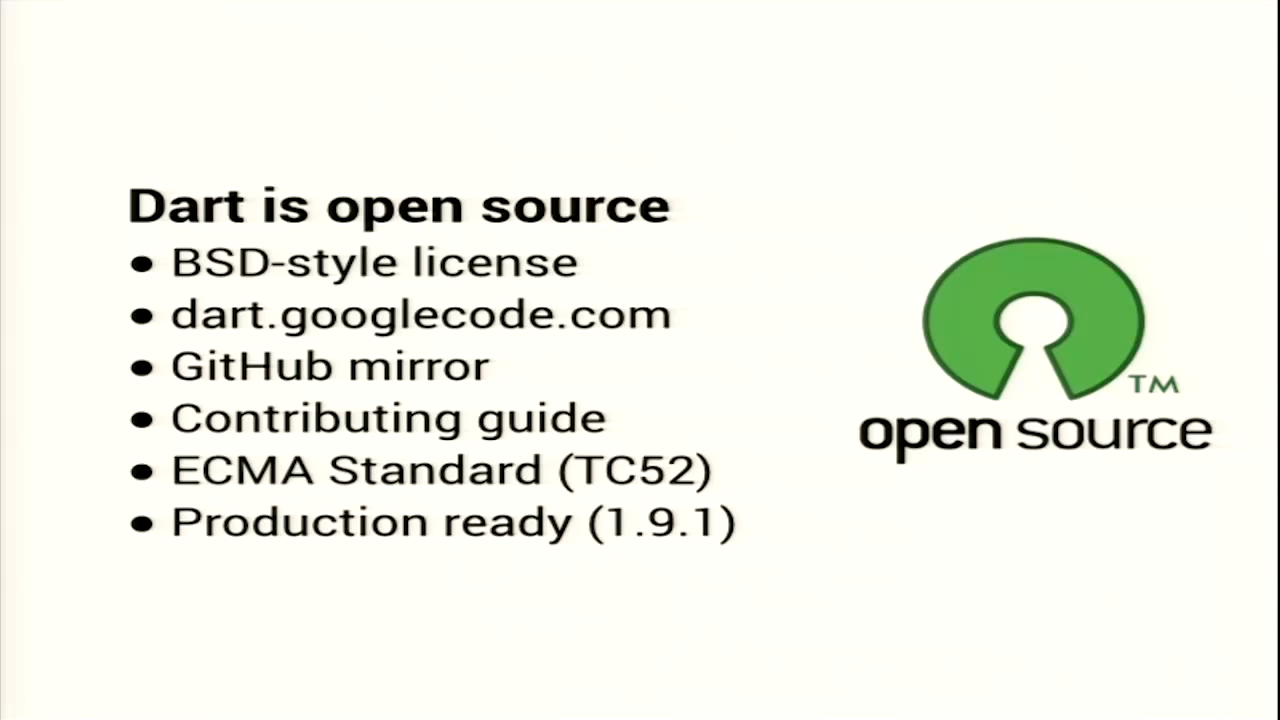 Dart is open source
● BSD-style license
● dart.googlecode.com
● GitHub mirror
● Contributing guide
● ECMA Standard (TC52)
● Production ready (1.9.1)
TM
open source